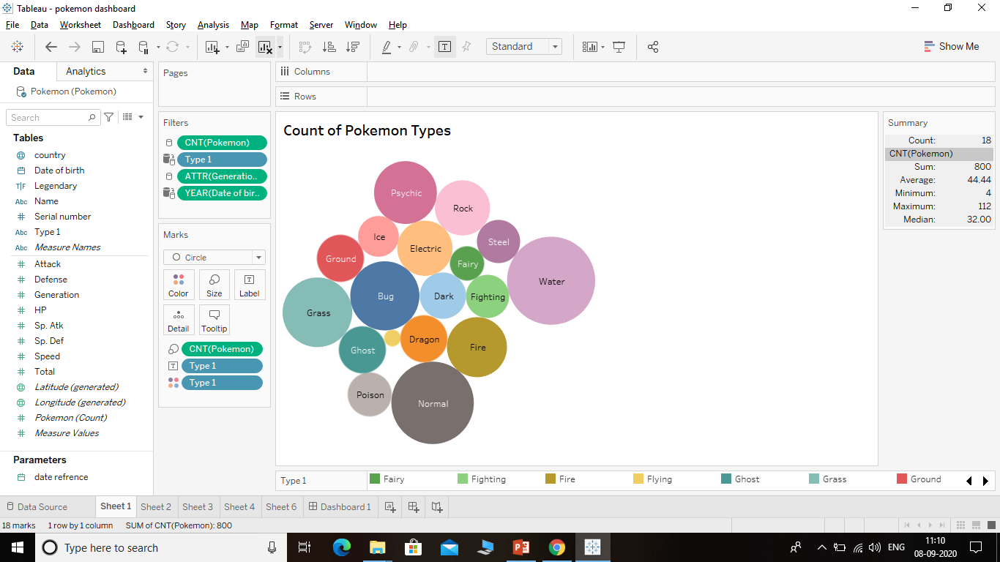 Tableau - pokemon dashboard
File Data Worksheet Dashboard Story Analysis Map Format Server Window Help
Standard
Show Me
Data Analytics
Pokemon (Pokemon)
Search
Tables
country
Date of birth
T|F Legendary
Abc Name
Serial number
Abc Type 1
Abc Measure Names
Attack
Defense
Generation
HP
Sp. Atk
Sp. Def
Speed
Total
Latitude (generated)
Longitude (generated)
Pokemon (Count)
Measure Values
Parameters
date refrence
Pages
Filters
CNT(Pokemon)
Type 1
ATTR(Generatio..
YEAR(Date of bir..
Marks
Circle
Color Size Label
Detail Tooltip
CNT(Pokemon)
Type 1
Type 1
Columns
Rows
Count of Pokemon Types
Psychic
Rock
Ice
Steel
Electric
Ground
Fairy
Water
Bug
Dark
Fighting
Grass
Dragon
Fire
Ghost
Poison
Normal
Summary
Count: 18
CNT(Pokemon)
Sum: 800
Average: 44.44
Minimum: 4
Maximum: 112
Median: 32.00
Type 1 Fairy Fighting Fire Flying Ghost Grass Ground
Data Source Sheet 1 Sheet 2 Sheet 3 Sheet 4 Sheet 6 Dashboard 1
18 marks 1 row by 1 column SUM of CNT(Pokemon): 800
Type here to search
ENG
11:10
08-09-2020